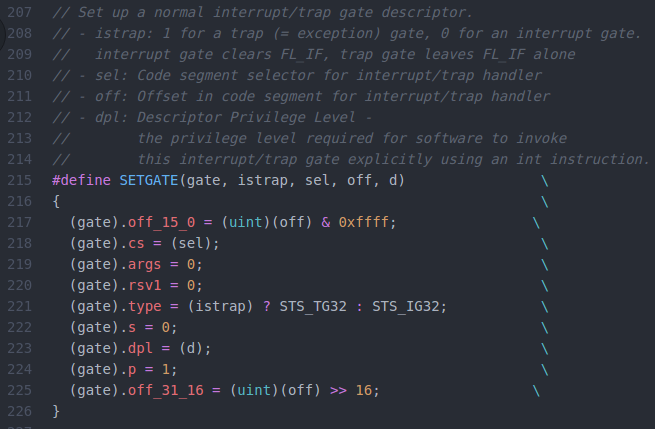 207 // Set up a normal interrupt/trap gate descriptor.
208 // - istrap: 1 for a trap (= exception) gate, 0 for an interrupt gate.
209 //   interrupt gate clears FL_IF, trap gate leaves FL_IF alone
210 // - sel: Code segment selector for interrupt/trap handler
211 // - off: Offset in code segment for interrupt/trap handler
212 // - dpl: Descriptor Privilege Level -
213 //        the privilege level required for software to invoke
214 //        this interrupt/trap gate explicitly using an int instruction.
215 #define SETGATE(gate, istrap, sel, off, d)                \
216 {                                                         \
217   (gate).off_15_0 = (uint)(off) & 0xffff;                \
218   (gate).cs = (sel);                                      \
219   (gate).args = 0;                                        \
220   (gate).rsv1 = 0;                                        \
221   (gate).type = (istrap) ? STS_TG32 : STS_IG32;           \
222   (gate).s = 0;                                           \
223   (gate).dpl = (d);                                       \
224   (gate).p = 1;                                           \
225   (gate).off_31_16 = (uint)(off) >> 16;                  \
226 }